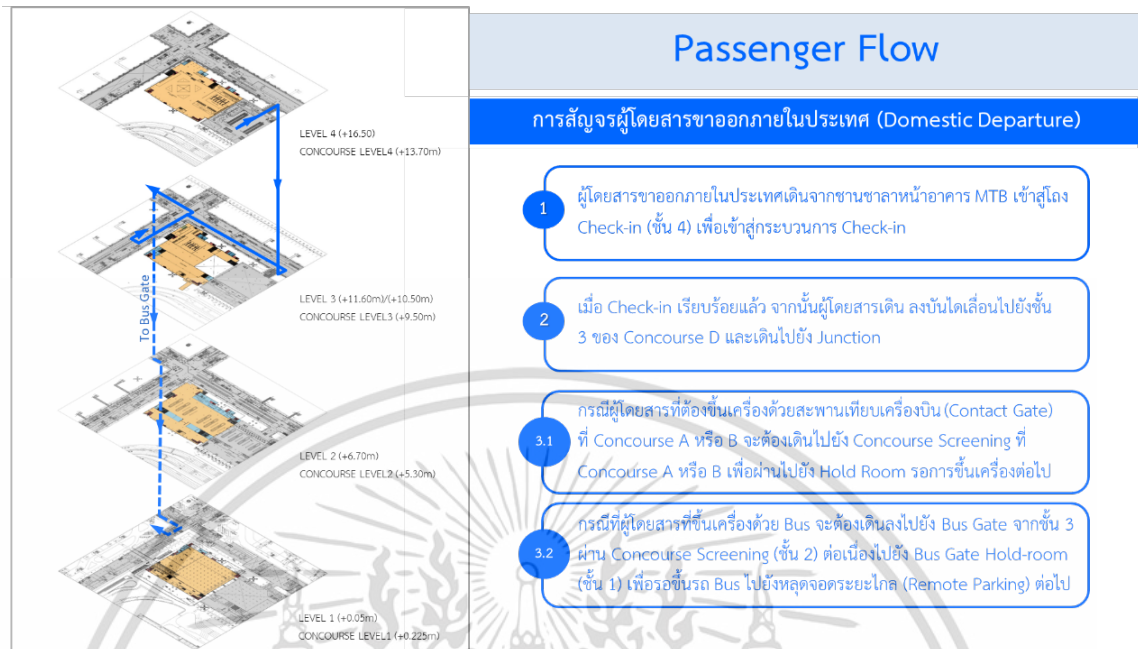 Passenger Flow
การสัญจรผู้โดยสารขาออกภายในประเทศ (Domestic Departure)
LEVEL 4 (+16.50)
CONCOURSE LEVEL4 (+13.70m)
LEVEL 3 (+11.60m)/(+10.50m)
CONCOURSE LEVEL3 (+9.50m)
To Bus Gate
LEVEL 2 (+6.70m)
CONCOURSE LEVEL2 (+5.30m)
LEVEL 1 (+0.05m)
CONCOURSE LEVEL1 (+0.225m)
1
ผู้โดยสารขาออกภายในประเทศเดินจากชานชาลาหน้าอาคาร MTB เข้าสู่โถง
Check-in (ชั้น 4) เพื่อเข้าสู่กระบวนการ Check-in
2
เมื่อ Check-in เรียบร้อยแล้ว จากนั้นผู้โดยสารเดิน ลงบันไดเลื่อนไปยังชั้น
3 ของ Concourse D และเดินไปยัง Junction
3.1
กรณีผู้โดยสารที่ต้องขึ้นเครื่องด้วยสะพานเทียบเครื่องบิน (Contact Gate)
ที่ Concourse A หรือ B จะต้องเดินไปยัง Concourse Screening ที่
Concourse A หรือ B เพื่อผ่านไปยัง Hold Room รอการขึ้นเครื่องต่อไป
3.2
กรณีที่ผู้โดยสารที่ขึ้นเครื่องด้วย Bus จะต้องเดินลงไปยัง Bus Gate จากชั้น 3
ผ่าน Concourse Screening (ชั้น 2) ต่อเนื่องไปยัง Bus Gate Hold-room
(ชั้น 1) เพื่อรอขึ้นรถ Bus ไปยังหลุดจอดระยะไกล (Remote Parking) ต่อไป